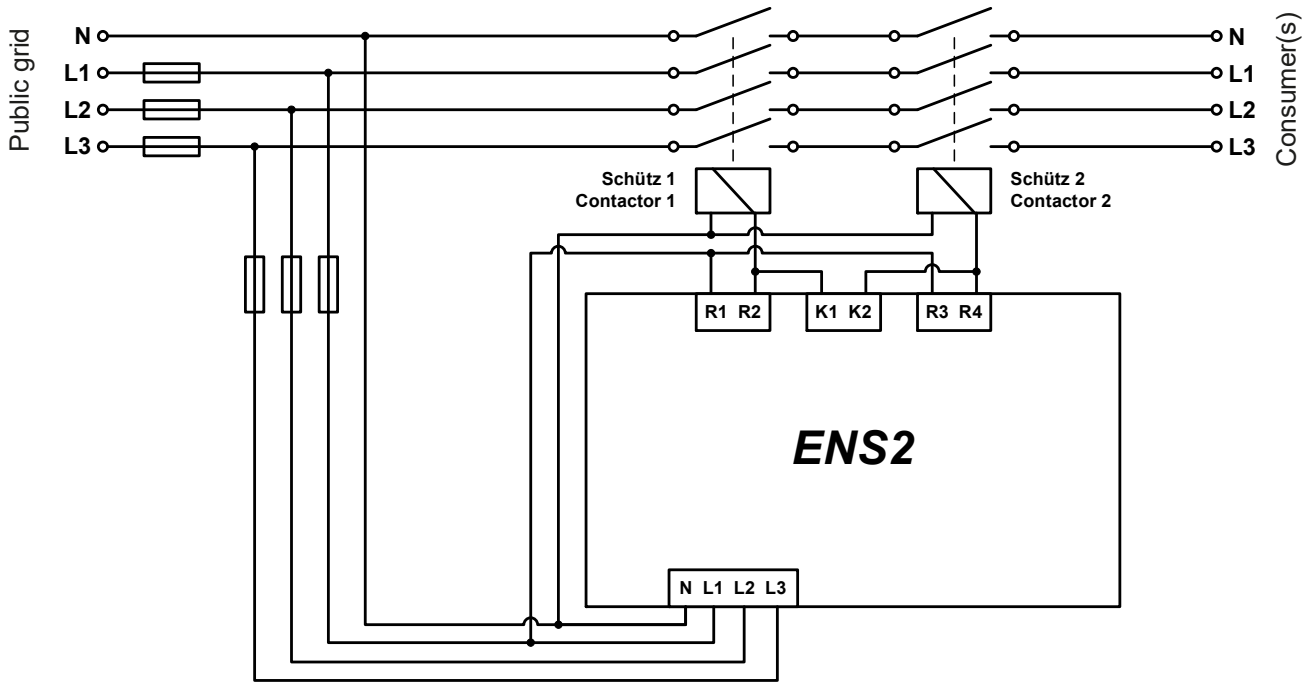 Public grid
N
L1
L2
L3
N
L1
L2
L3
Consumer(s)
Schütz 1
Contactor 1
Schütz 2
Contactor 2
R1 R2
K1 K2
R3 R4
ENS2
N L1 L2 L3